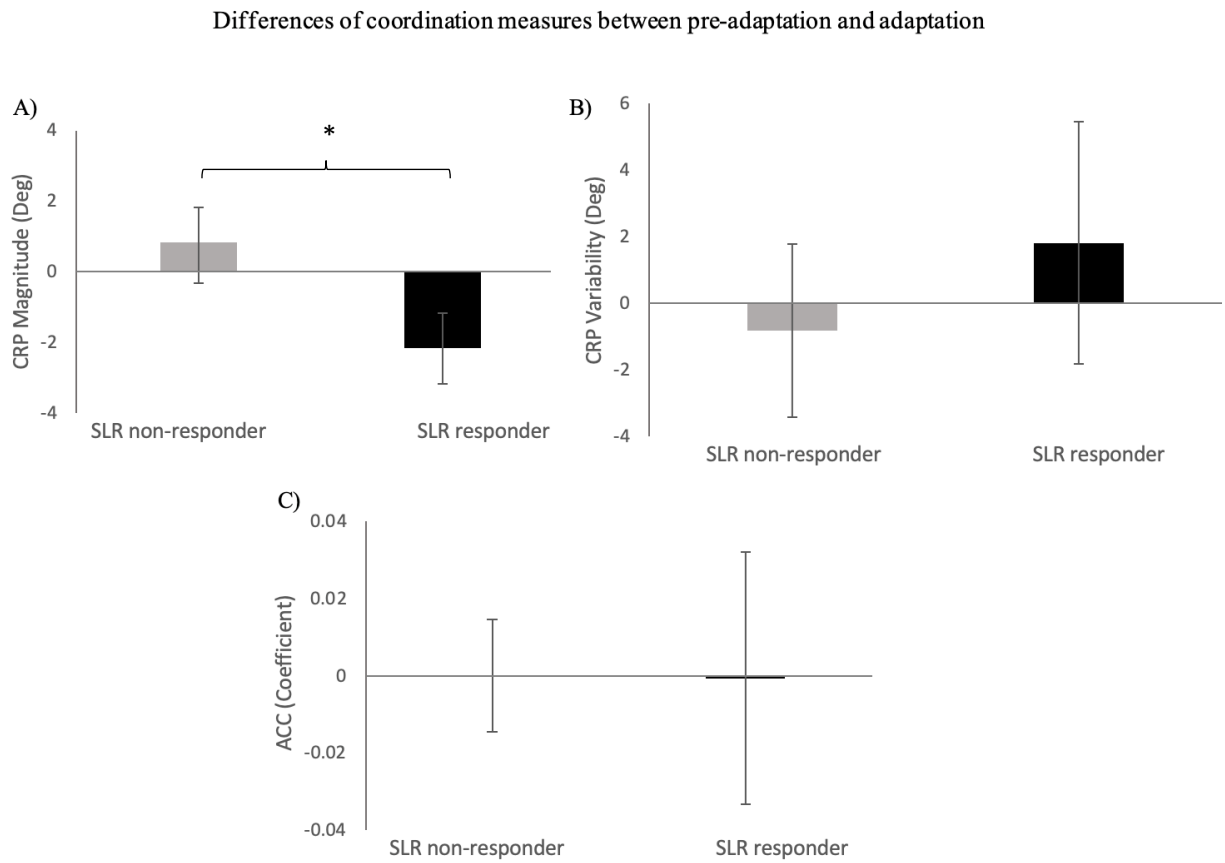 Differences of coordination measures between pre-adaptation and adaptation
A)
*
CRP Magnitude (Deg)
4
2
0
-2
-4
SLR non-responder
SLR responder
B)
CRP Variability (Deg)
6
4
2
0
-2
-4
SLR non-responder
SLR responder
C)
ACC (Coefficient)
0.04
0.02
0
-0.02
-0.04
SLR non-responder
SLR responder